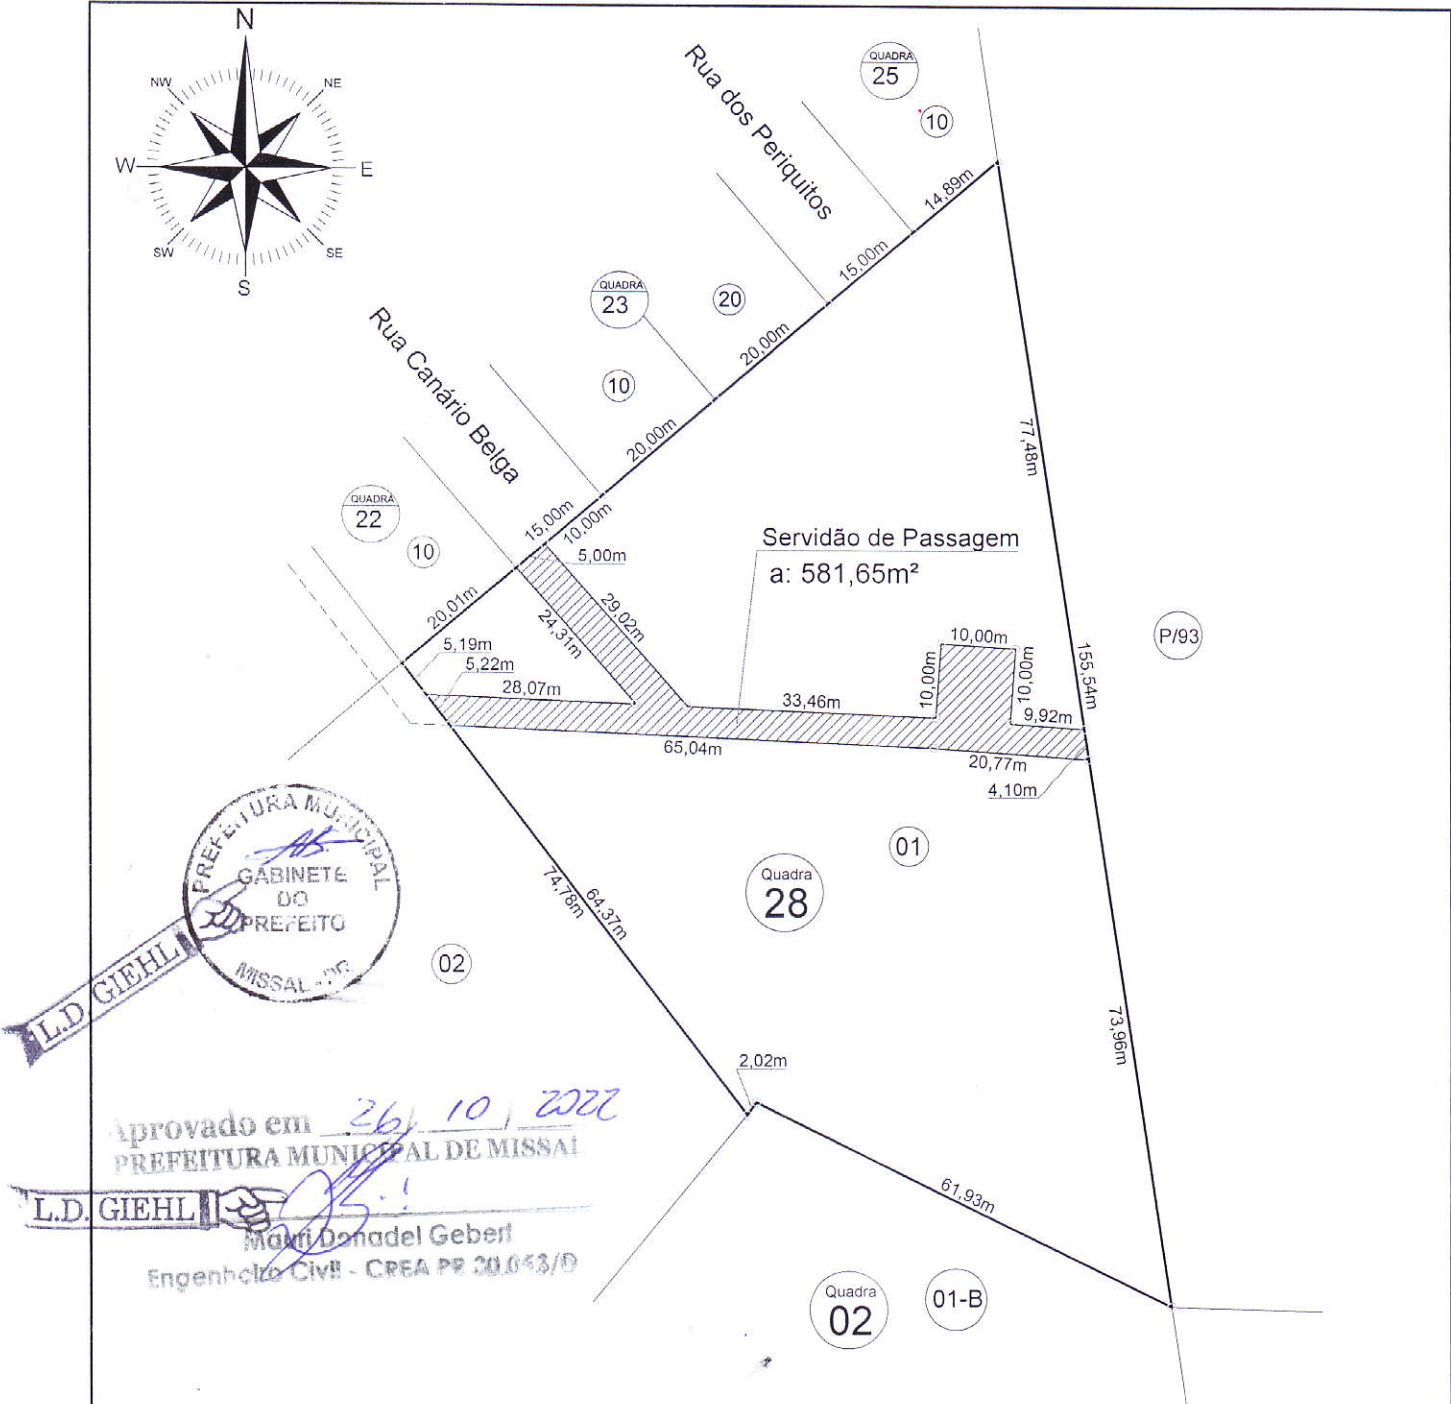 N
NW
NE
W
E
SW
SE
S
Rua dos Periquitos
QUADRA
25
10
14,89m
15,00m
QUADRA
23
20
20,00m
10
Rua Canário Belga
20,00m
77,48m
QUADRA
22
10
15,00m
10,00m
5,00m
Servidão de Passagem
a: 581,65m²
20,01m
29,02m
24,31m
5,19m
5,22m
28,07m
10,00m
10,00m
10,00m
33,46m
9,92m
155,54m
P/93
65,04m
20,77m
4,10m
PREFEITURA MUNICIPAL
GABINETE
DO
PREFEITO
MISSAL - PR
L.D. GIEHL
01
Quadra
28
74,78m
64,37m
02
73,96m
2,02m
Aprovado em 26 / 10 / 2022
PREFEITURA MUNICIPAL DE MISSAL
L.D. GIEHL
Mauri Donadel Gebert
Engenheiro Civil - CREA PR
61,93m
Quadra
02
01-B